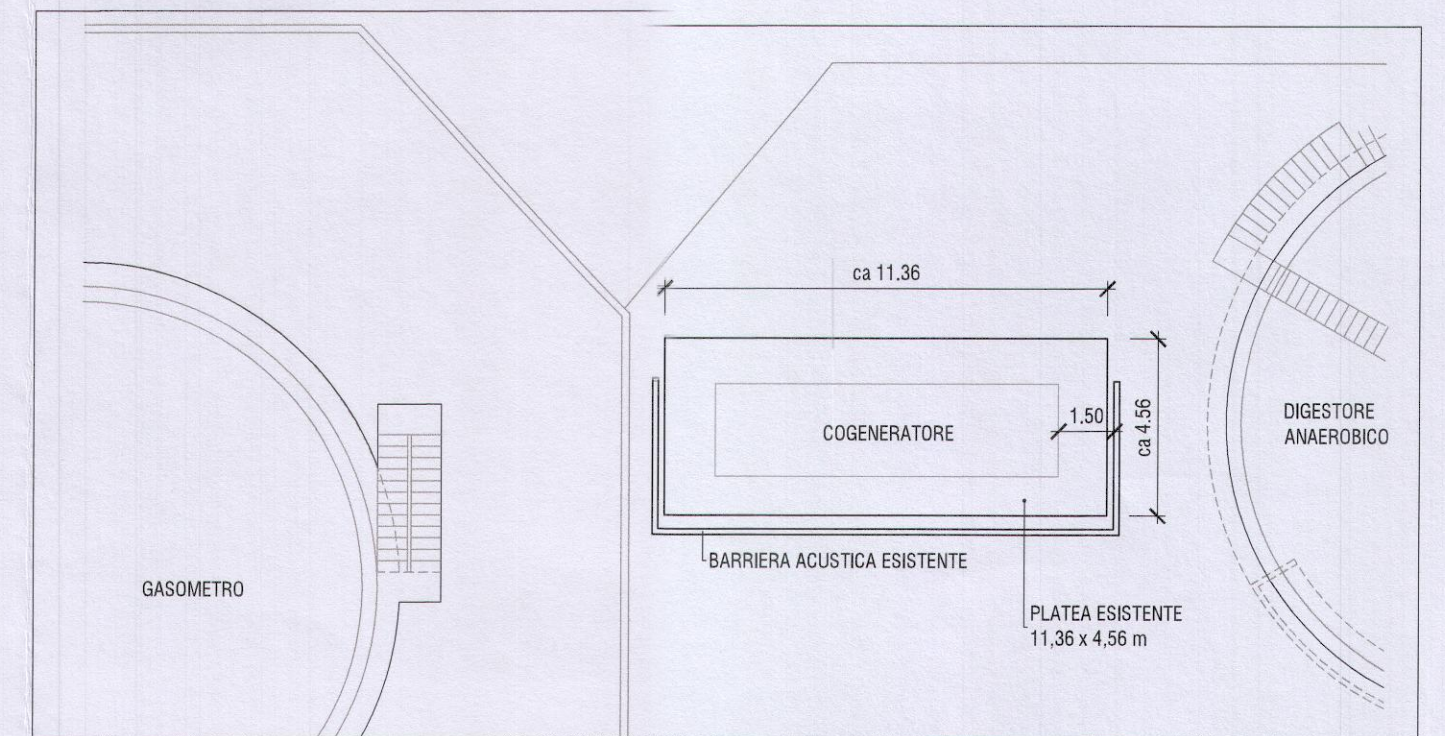 ca 11.36
1.50
ca 4.56
COGENERATORE
DIGESTORE
ANAEROBICO
BARRIERA ACUSTICA ESISTENTE
GASOMETRO
PLATEA ESISTENTE
11,36 x 4,56 m